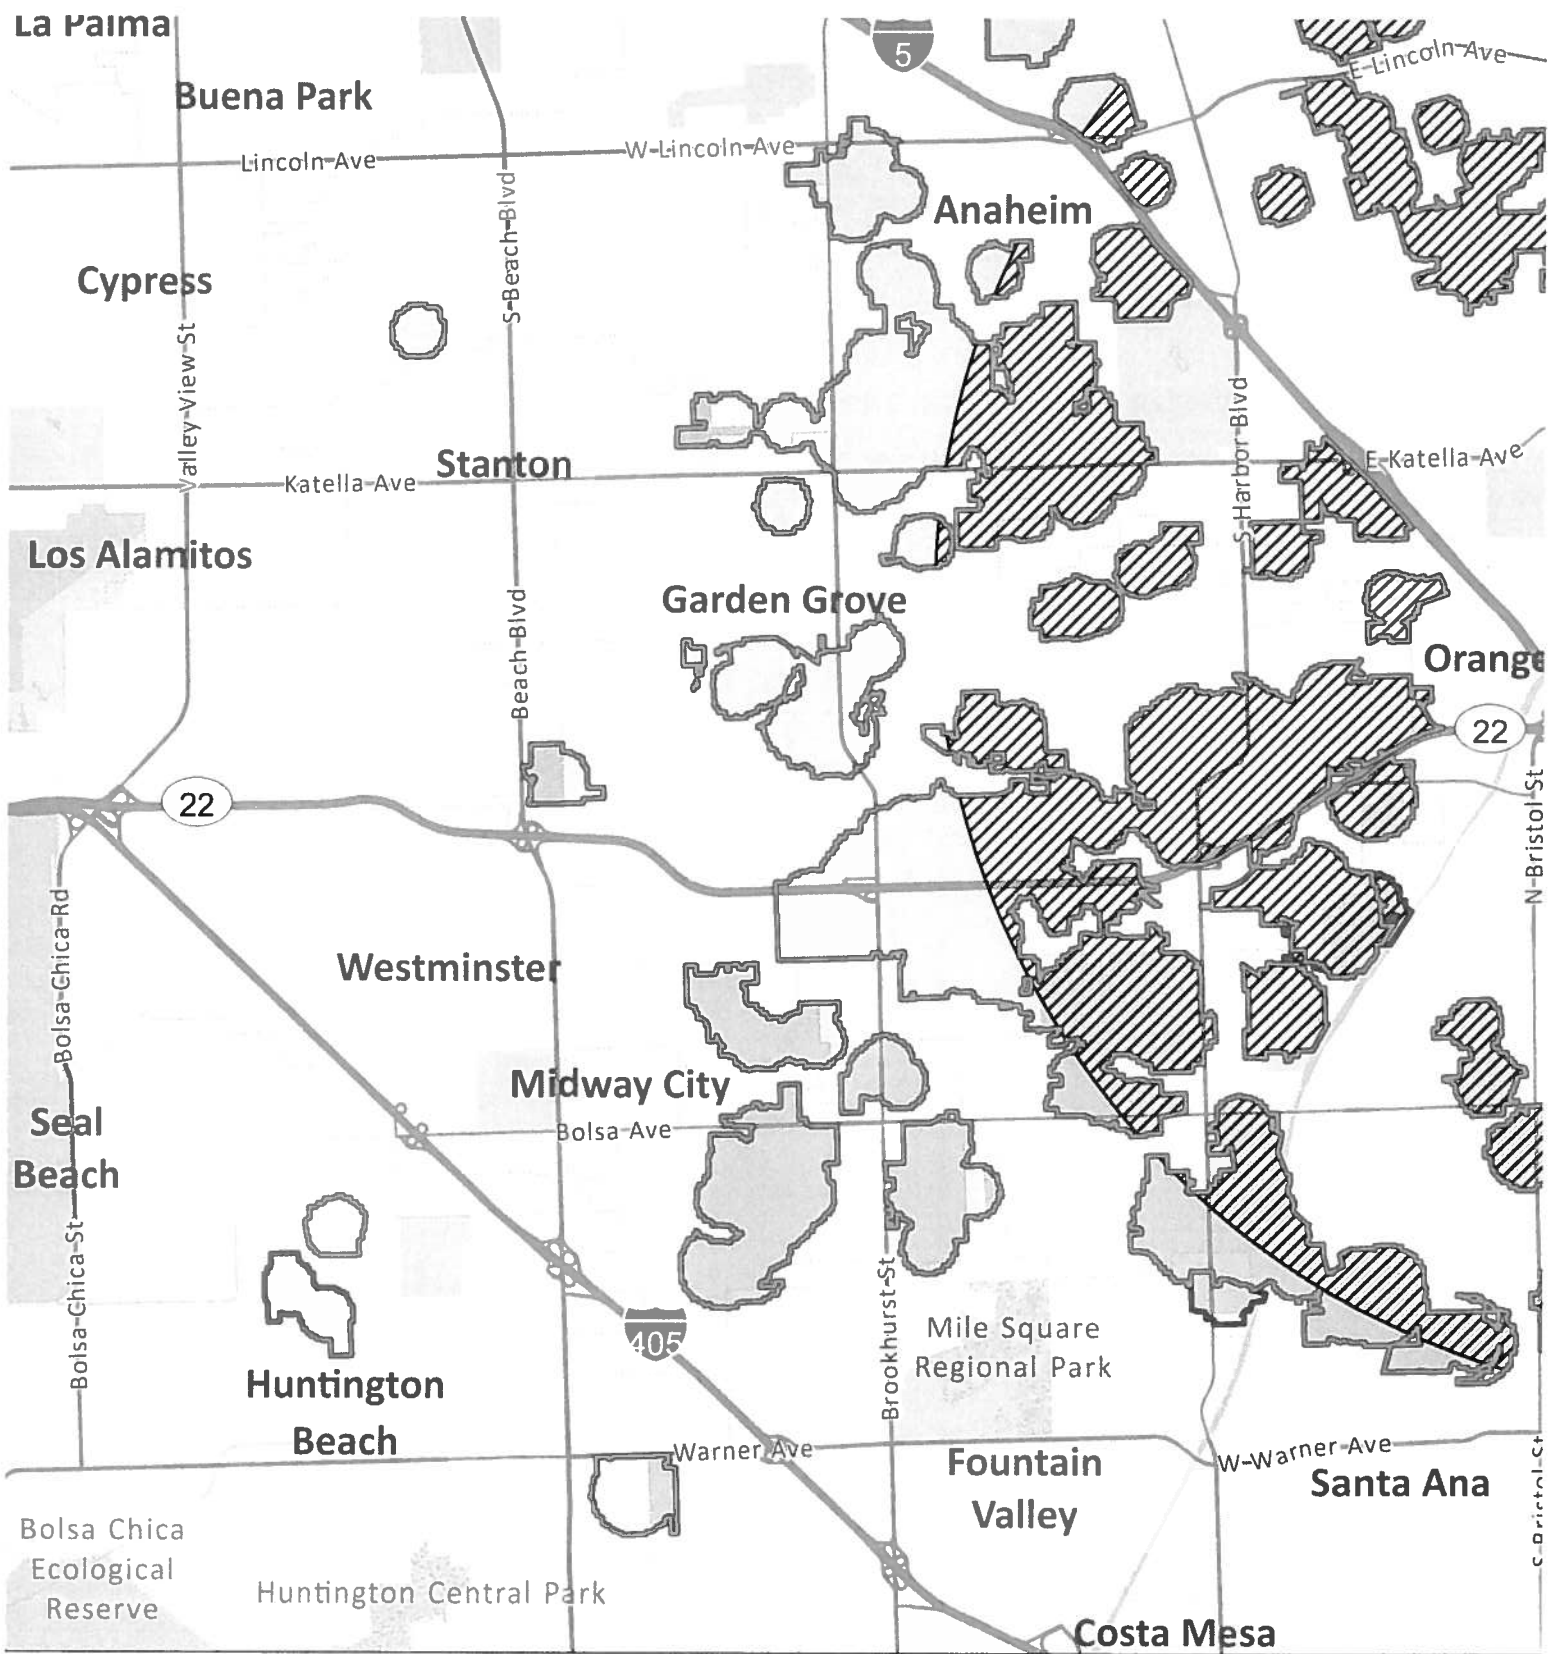 La Palma
5
E-Lincoln-Ave
Buena Park
Lincoln-Ave
W-Lincoln-Ave
S-Beach-Blvd
Anaheim
Cypress
Valley-View-St
S-Harbor-Blvd
Stanton
Katella-Ave
E-Katella-Ave
Los Alamitos
Garden Grove
Beach-Blvd
Orange
22
22
N-Bristol St
Bolsa-Chica-Rd
Westminster
Midway City
Bolsa Ave
Seal
Beach
Bolsa-Chica-St
Brookhurst-St
405
Mile Square
Regional Park
Huntington
Beach
Warner Ave
W-Warner Ave
Fountain
Valley
Santa Ana
S-Bristol-St
Bolsa Chica
Ecological
Reserve
Huntington Central Park
Costa Mesa